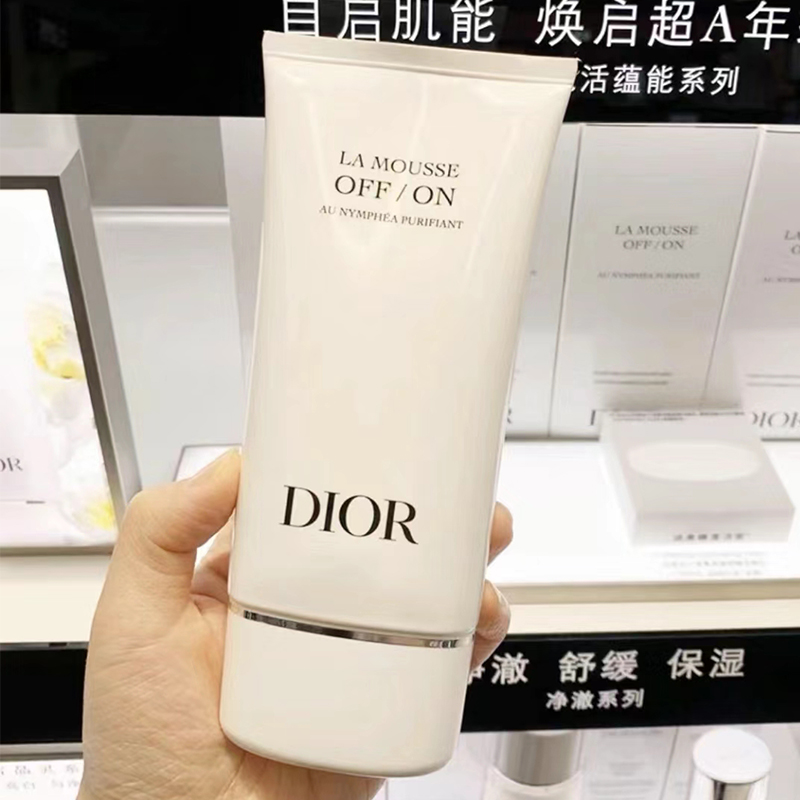 自启肌能 焕启超A年
活蕴能系列
LA MOUSSE
OFF / ON
AU NYMPHÉA PURIFIANT
DIOR
LA MOUSSE
OFF / ON
AU NYMPHÉA PURIFIANT
净澈 舒缓 保湿
净澈系列